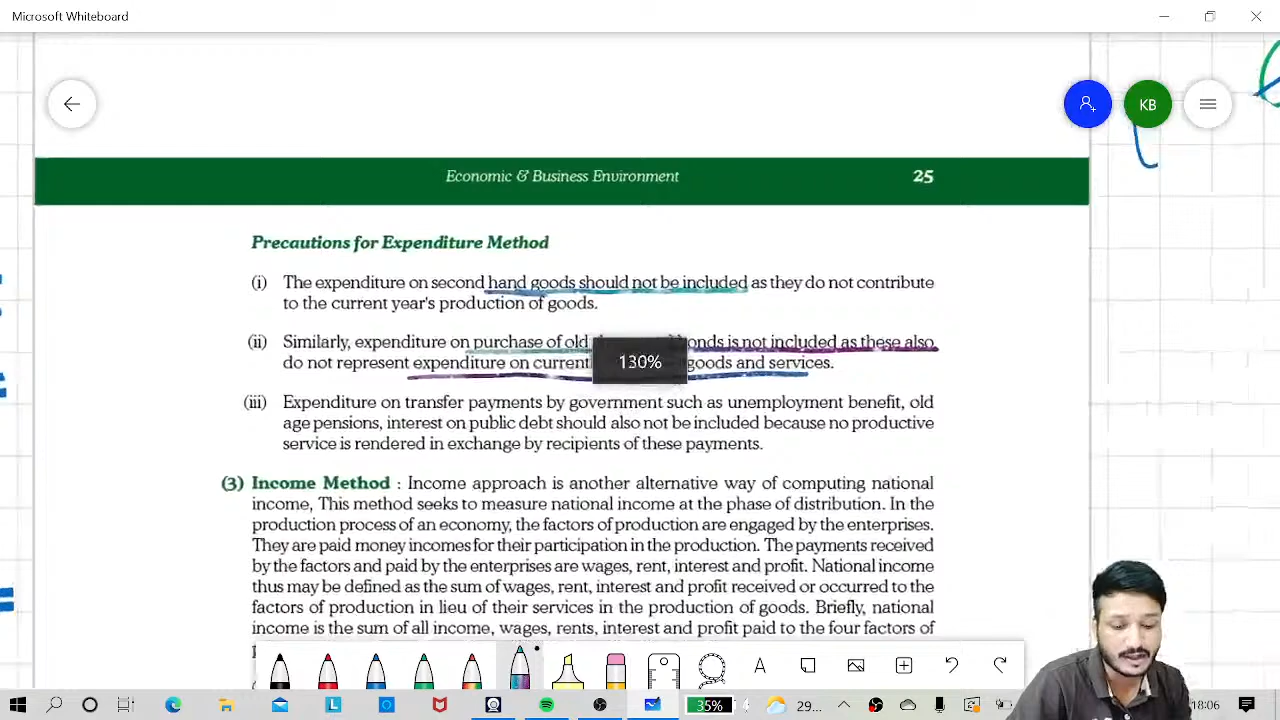 Microsoft Whiteboard
KB
Economic & Business Environment 25
Precautions for Expenditure Method
(i) The expenditure on second hand goods should not be included as they do not contribute
to the current year's production of goods.
(ii) Similarly, expenditure on purchase of old onds is not included as these also
do not represent expenditure on current goods and services.
130%
(iii) Expenditure on transfer payments by government such as unemployment benefit, old
age pensions, interest on public debt should also not be included because no productive
service is rendered in exchange by recipients of these payments.
(3) Income Method : Income approach is another alternative way of computing national
income, This method seeks to measure national income at the phase of distribution. In the
production process of an economy, the factors of production are engaged by the enterprises.
They are paid money incomes for their participation in the production. The payments received
by the factors and paid by the enterprises are wages, rent, interest and profit. National income
thus may be defined as the sum of wages, rent, interest and profit received or occurred to the
factors of production in lieu of their services in the production of goods. Briefly, national
income is the sum of all income, wages, rents, interest and profit paid to the four factors of
35% 29... 18:06